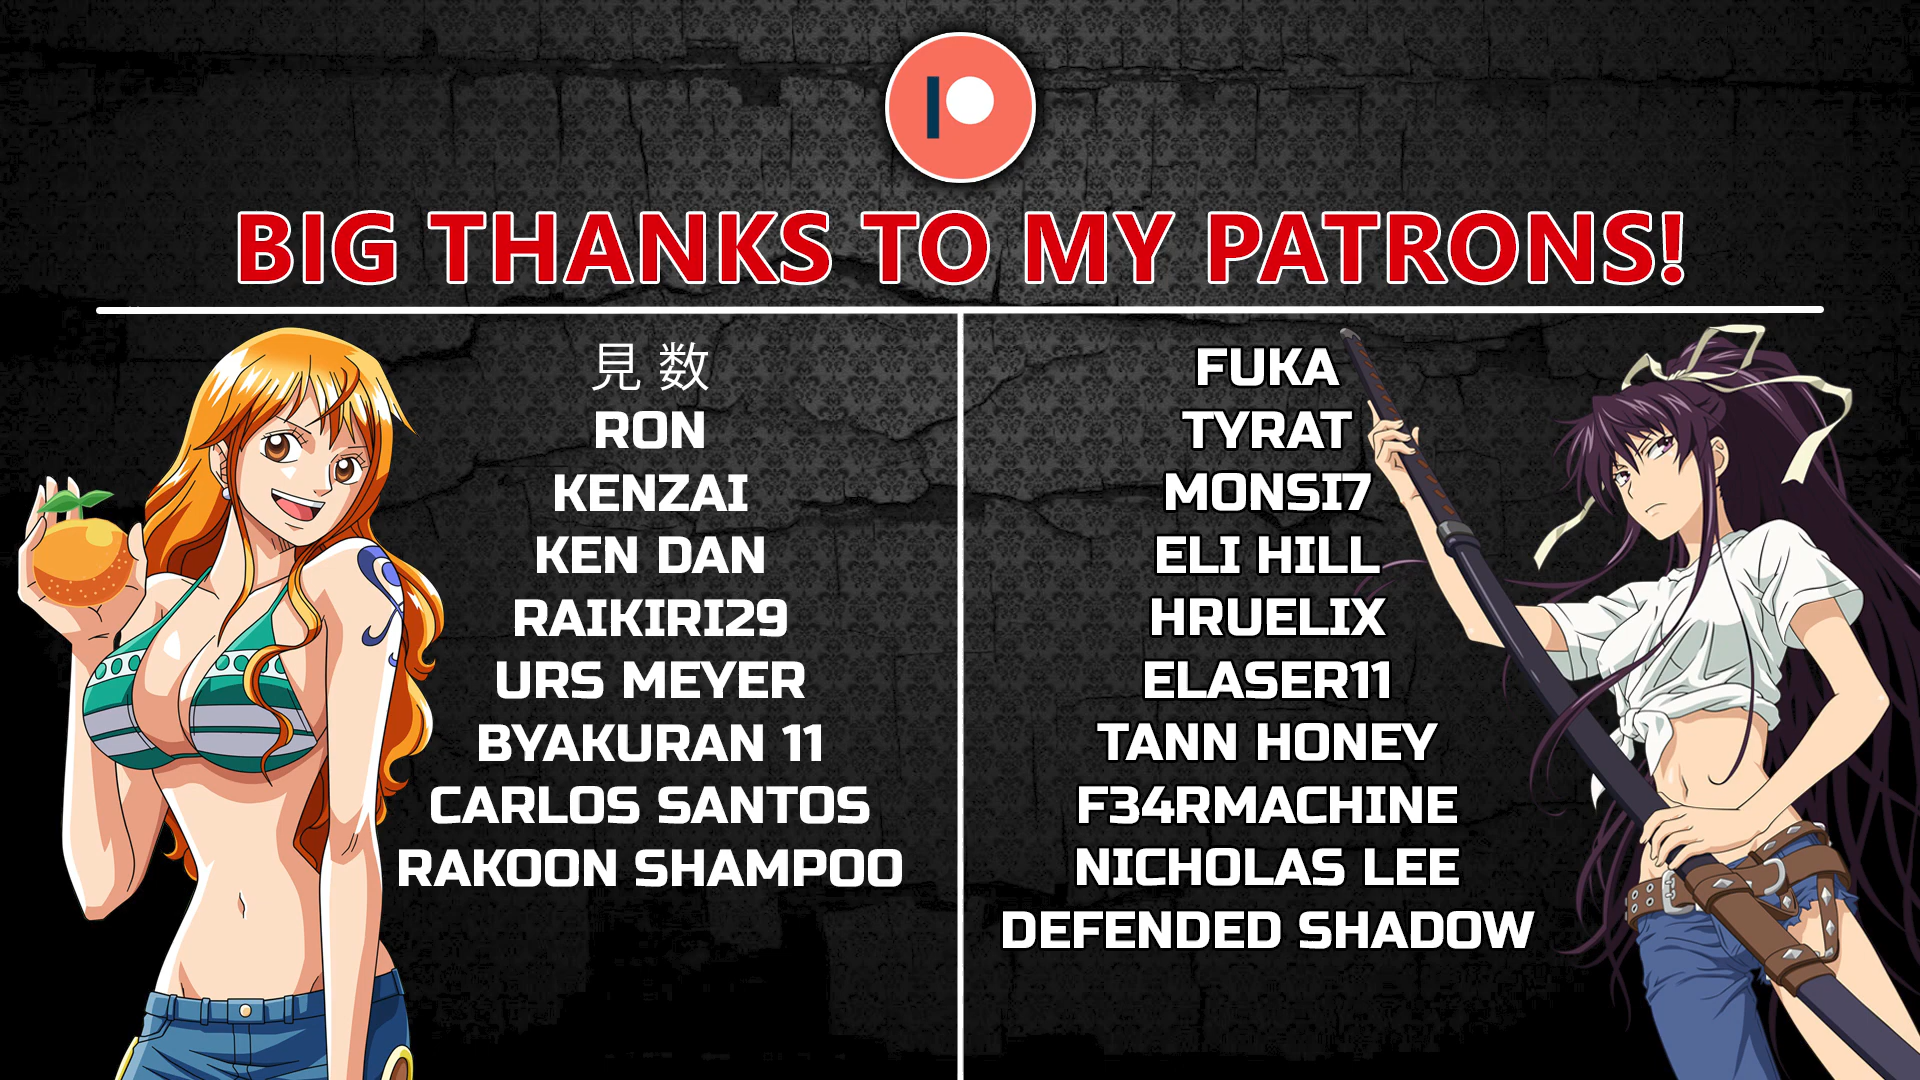 BIG THANKS TO MY PATRONS!
見 数
RON
KENZAI
KEN DAN
RAIKIRI29
URS MEYER
BYAKURAN 11
CARLOS SANTOS
RAKOON SHAMPOO
FUKA
TYRAT
MONSI7
ELI HILL
HRUELIX
ELASER11
TANN HONEY
F34RMACHINE
NICHOLAS LEE
DEFENDED SHADOW